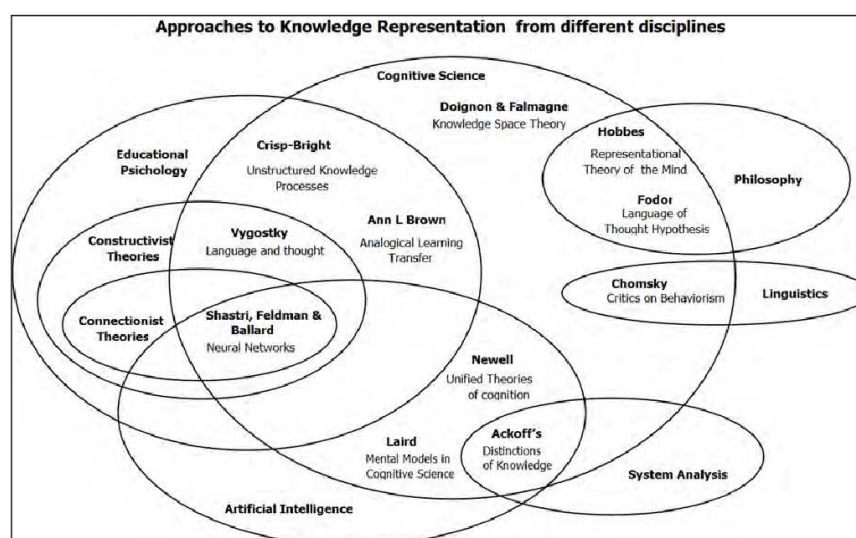 Approaches to Knowledge Representation from different disciplines
Cognitive Science
Doignon & Falmagne
Knowledge Space Theory
Hobbes
Representational
Theory of the Mind
Philosophy
Fodor
Language of
Thought Hypothesis
Crisp-Bright
Unstructured Knowledge
Processes
Educational
Psichology
Ann L Brown
Analogical Learning
Transfer
Vygostky
Language and thought
Constructivist
Theories
Chomsky
Critics on Behaviorism
Linguistics
Connectionist
Theories
Shastri, Feldman &
Ballard
Neural Networks
Newell
Unified Theories
of cognition
Laird
Mental Models in
Cognitive Science
Ackoff's
Distinctions
of Knowledge
System Analysis
Artificial Intelligence